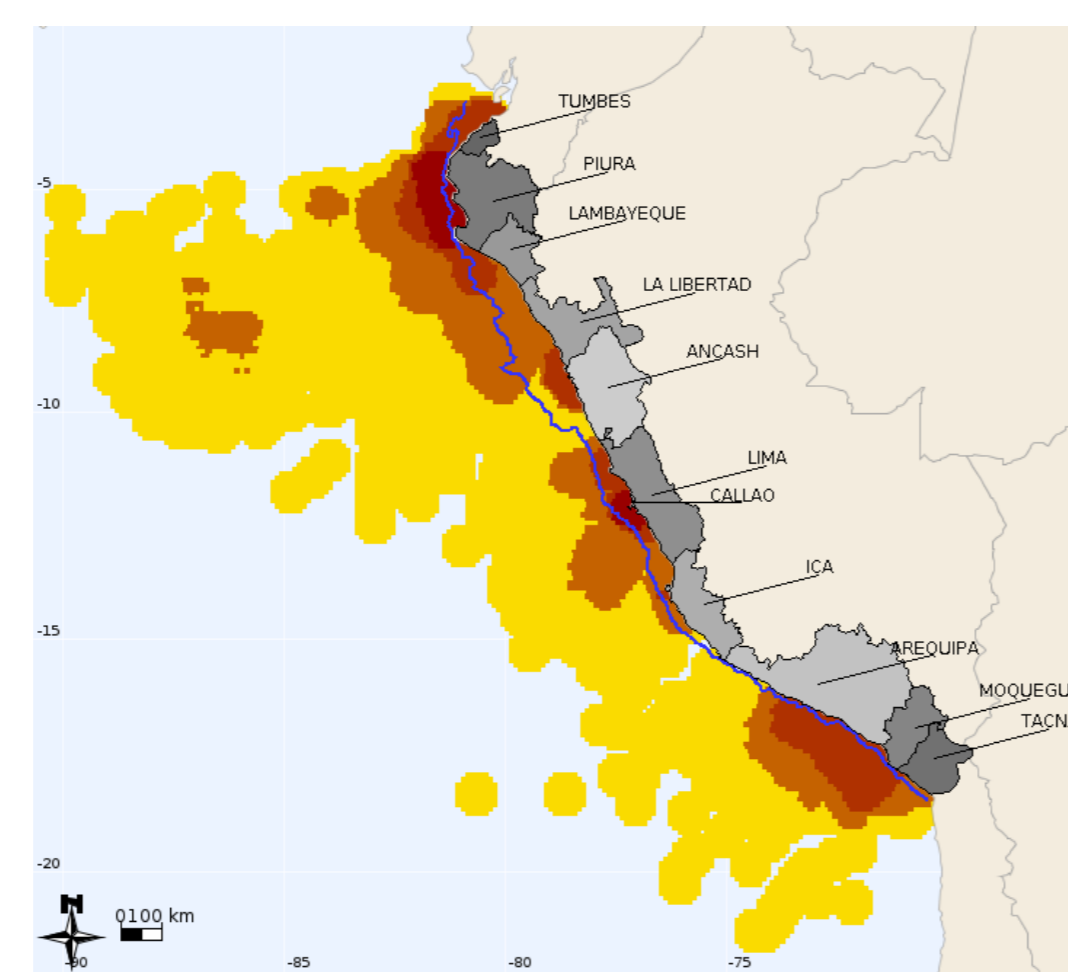 TUMBES
PIURA
-5
LAMBAYEQUE
LA LIBERTAD
ANCASH
-10
LIMA
CALLAO
ICA
-15
AREQUIPA
MOQUEGU
TACN
-20
N
0100 km
-90
-85
-80
-75